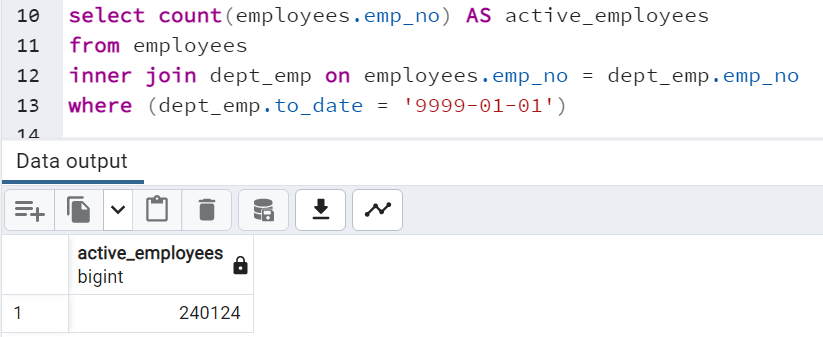 10 select count(employees.emp_no) AS active_employees
11 from employees
12 inner join dept_emp on employees.emp_no = dept_emp.emp_no
13 where (dept_emp.to_date = '9999-01-01')
14
Data output
active_employees
bigint
1 240124